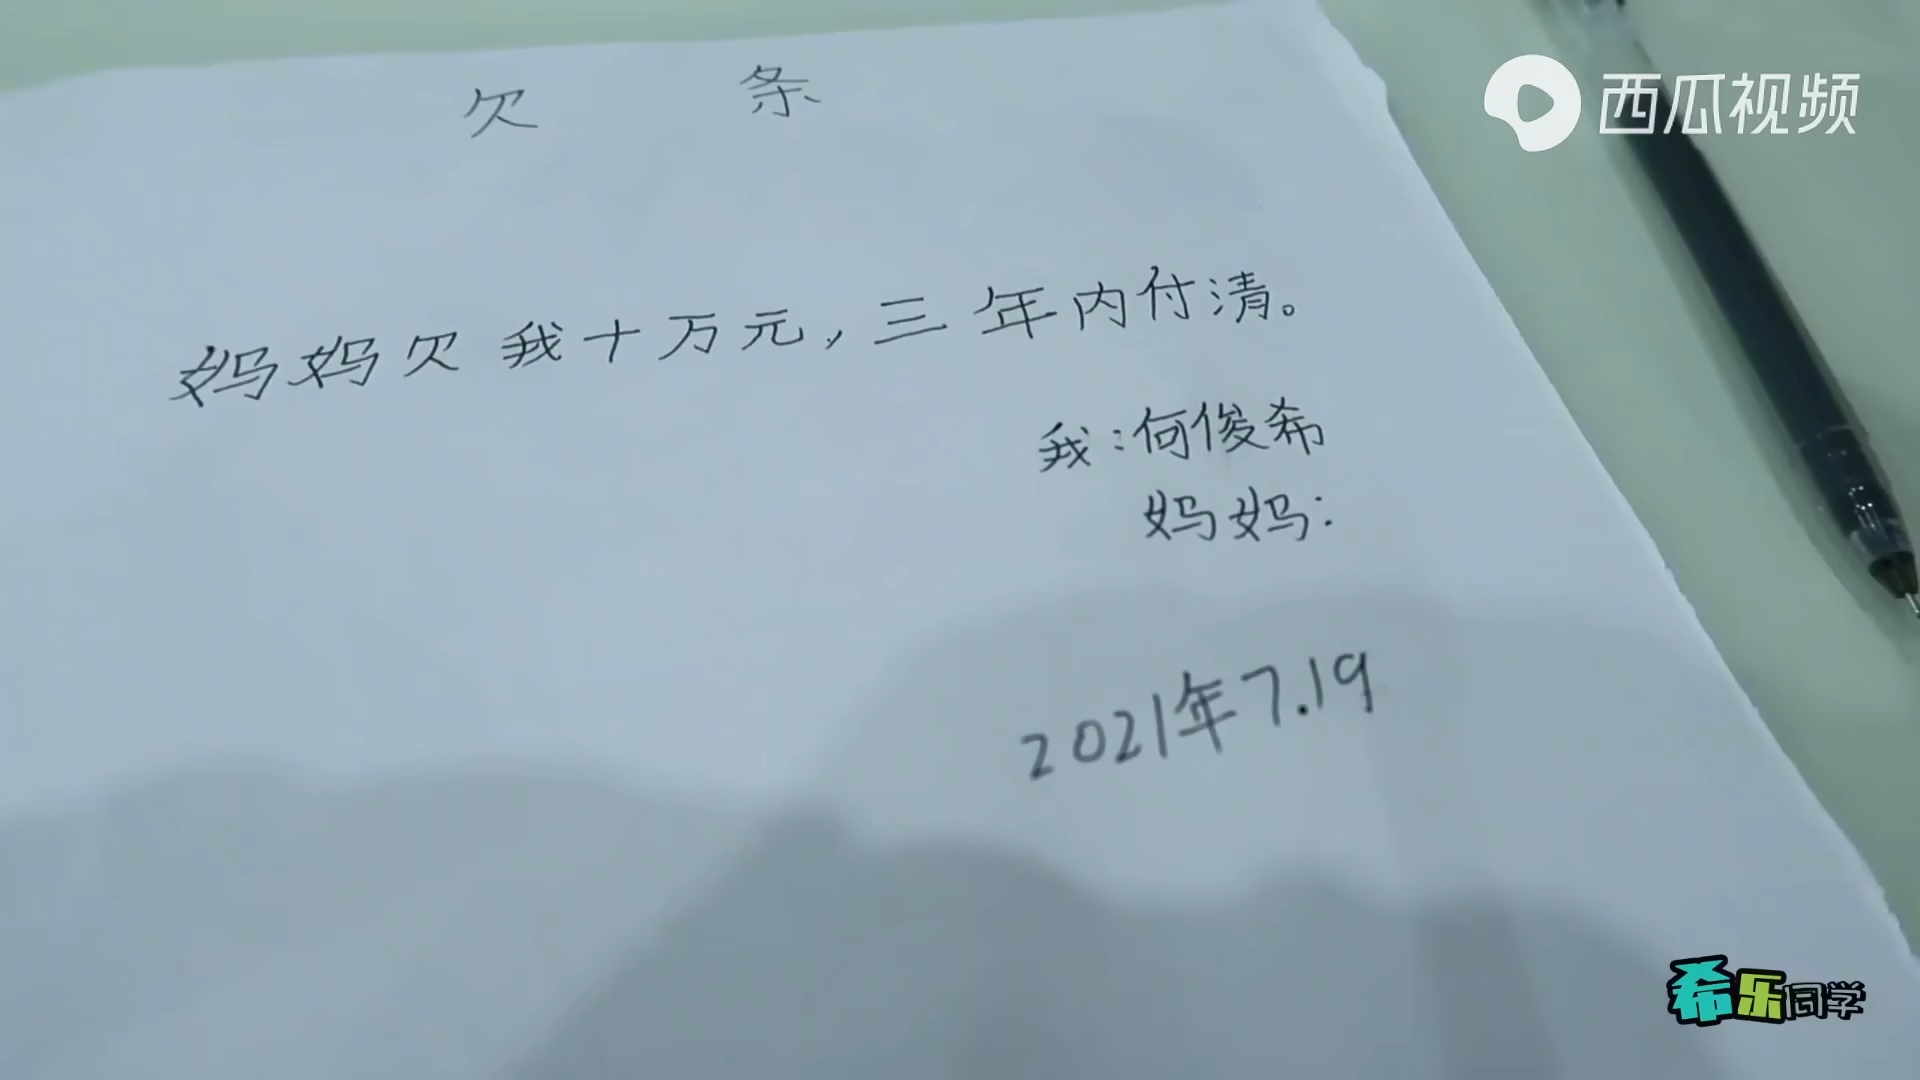 西瓜视频
欠 条
妈妈欠我十万元，三年内付清。
我：何俊希
妈妈：
2021年7.19
希乐同学